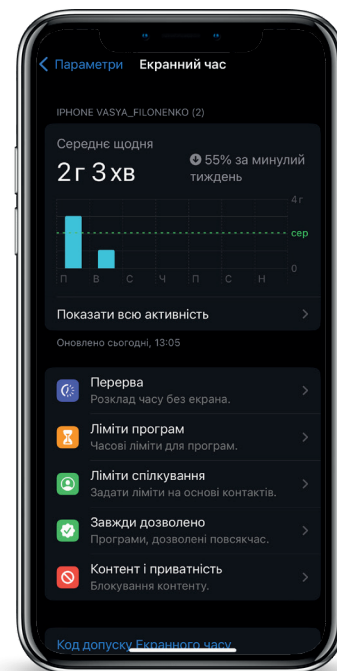 Параметри Екранний час
IPHONE VASYA_FILONENKO (2)
Середнє щодня
2 г 3 хв
55% за минулий
тиждень
4 г
сер
0
П В С Ч П С Н
Показати всю активність
Оновлено сьогодні, 13:05
Перерва
Розклад часу без екрана.
Ліміти програм
Часові ліміти для програм.
Ліміти спілкування
Задати ліміти на основі контактів.
Завжди дозволено
Програми, дозволені повсякчас.
Контент і приватність
Блокування контенту.
Код допуску Екранного часу